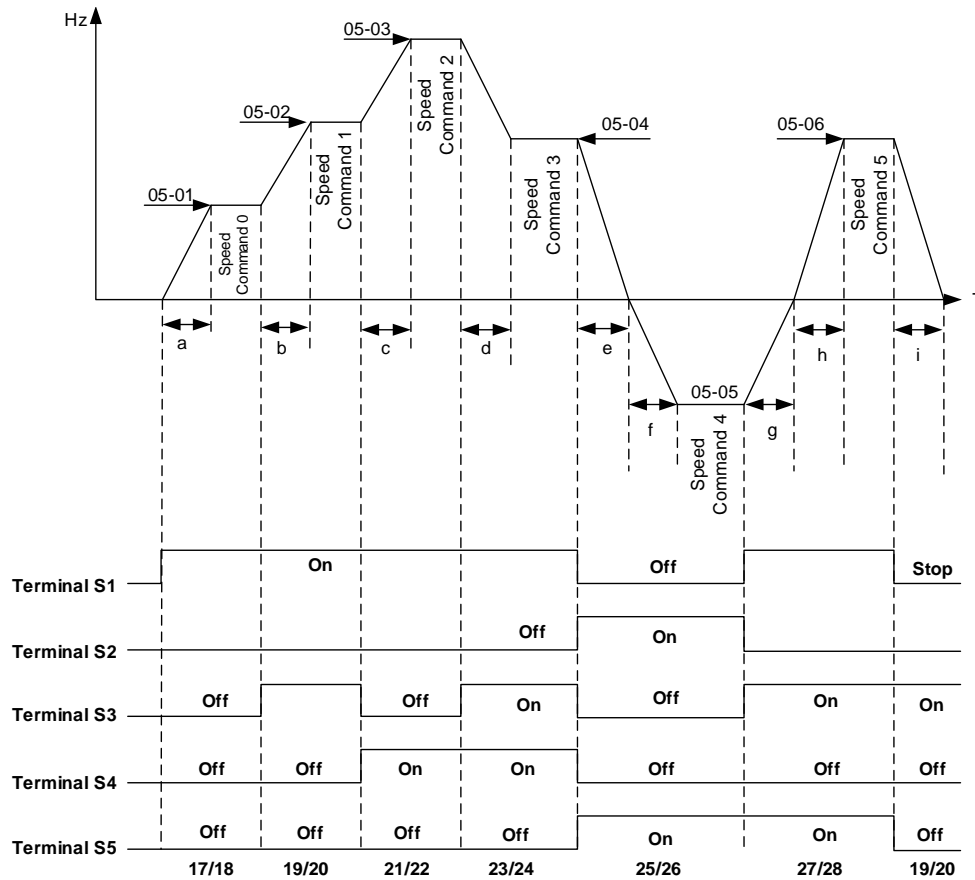 Hz
05-03
05-02
05-04
05-06
05-01
Speed Command 0
Speed Command 1
Speed Command 2
Speed Command 3
Speed Command 5
a
b
c
d
e
h
i
05-05
f
g
Speed Command 4
Terminal S1 On Off Stop
Terminal S2 Off On
Terminal S3 Off Off On Off On On
Terminal S4 Off Off On On Off Off Off
Terminal S5 Off Off Off Off On On Off
17/18 19/20 21/22 23/24 25/26 27/28 19/20